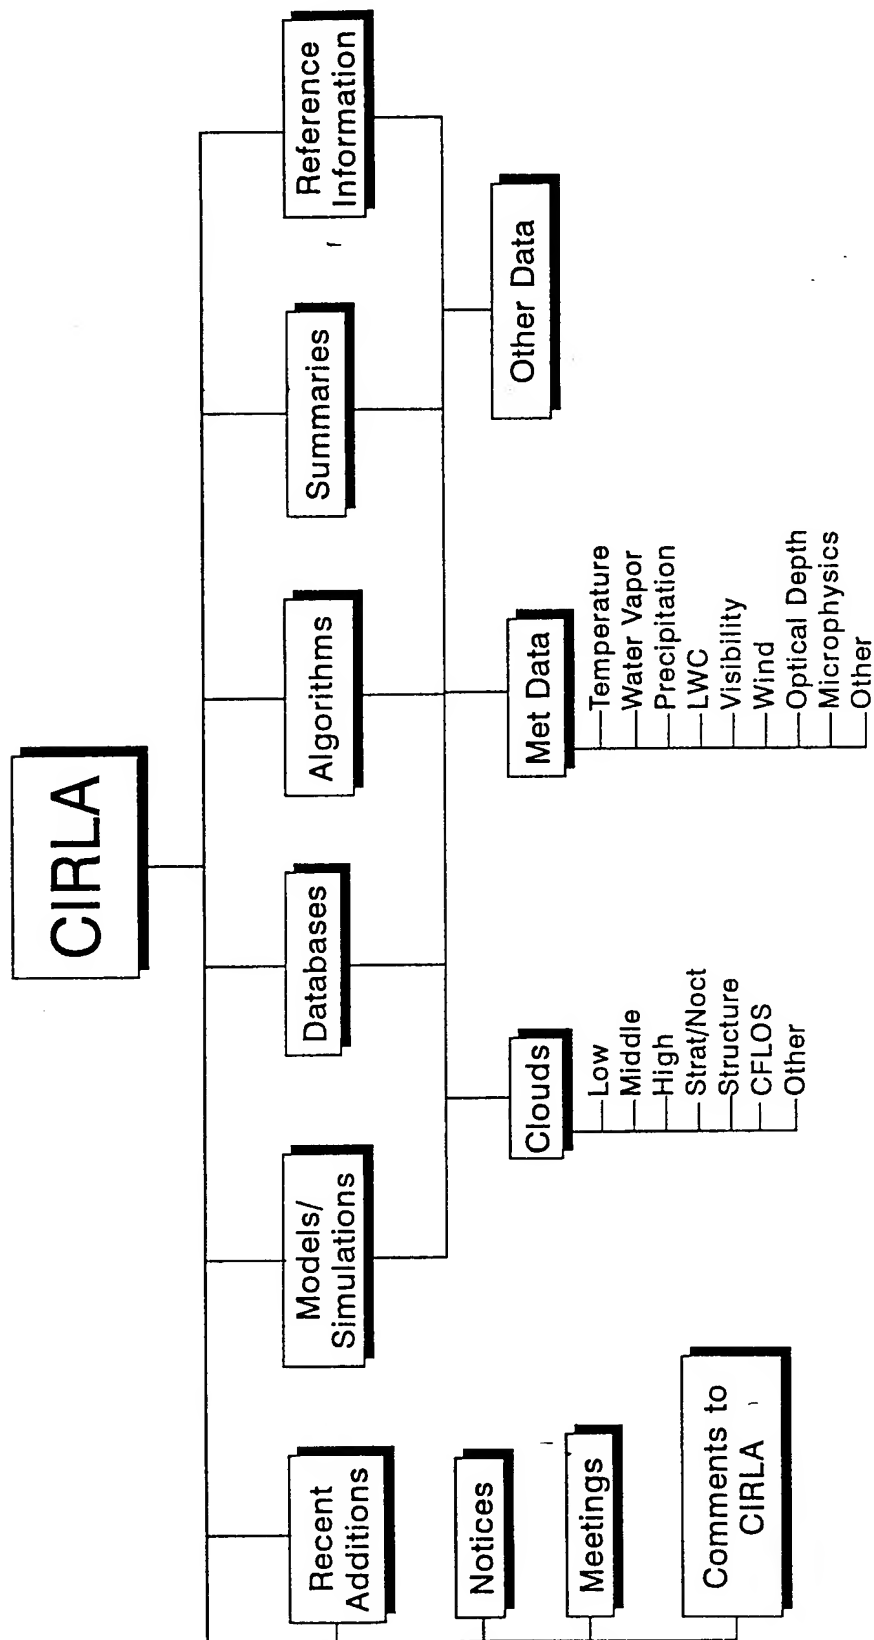 CIRLA
Recent
Additions
Models/
Simulations
Databases
Algorithms
Summaries
Reference
Information
Notices
Meetings
Comments to
CIRLA
Clouds
Low
Middle
High
Strat/Noct
Structure
CFLOS
Other
Met Data
Temperature
Water Vapor
Precipitation
LWC
Visibility
Wind
Optical Depth
Microphysics
Other
Other Data